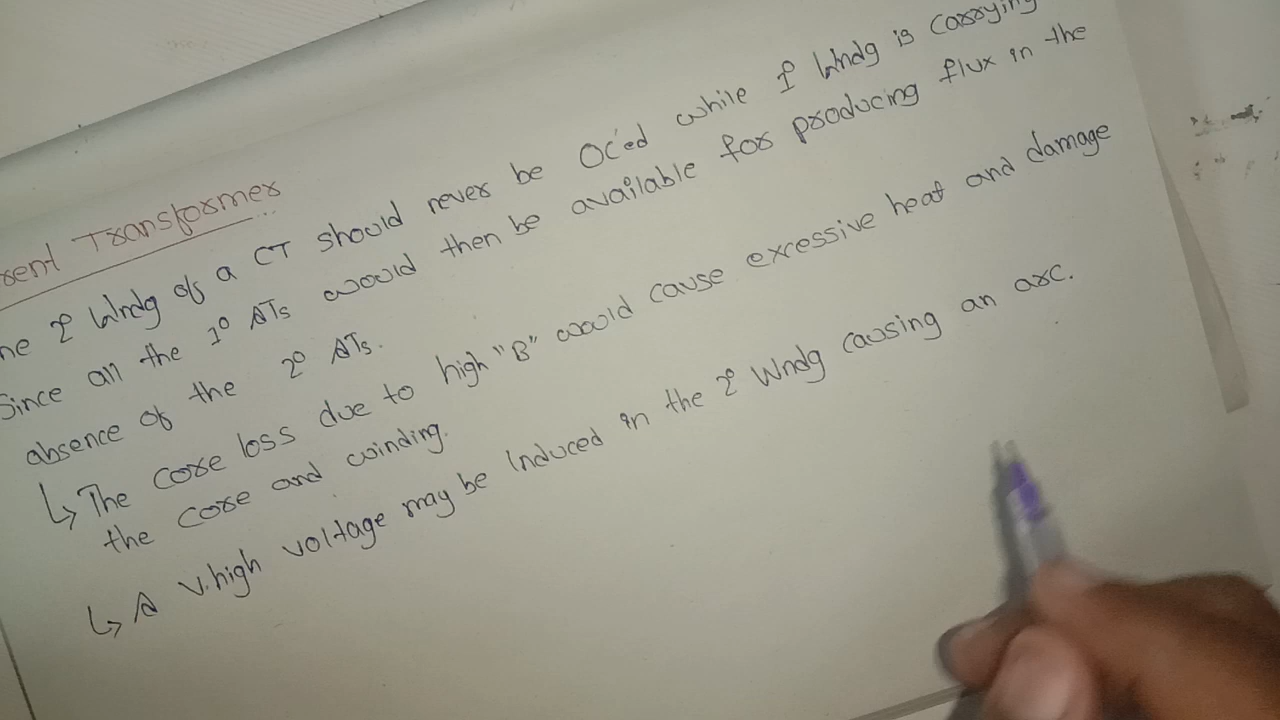 rent Transformer
he 2° Wndg of a CT should never be OC'ed while 1° Wndg is carrying
Since all the 1° ATs would then be available for producing flux in the
absence of the 2° ATs.
↳ The core loss due to high "B" would cause excessive heat and damage
the core and winding.
↳ A v.high voltage may be Induced in the 2° Wndg causing an arc.